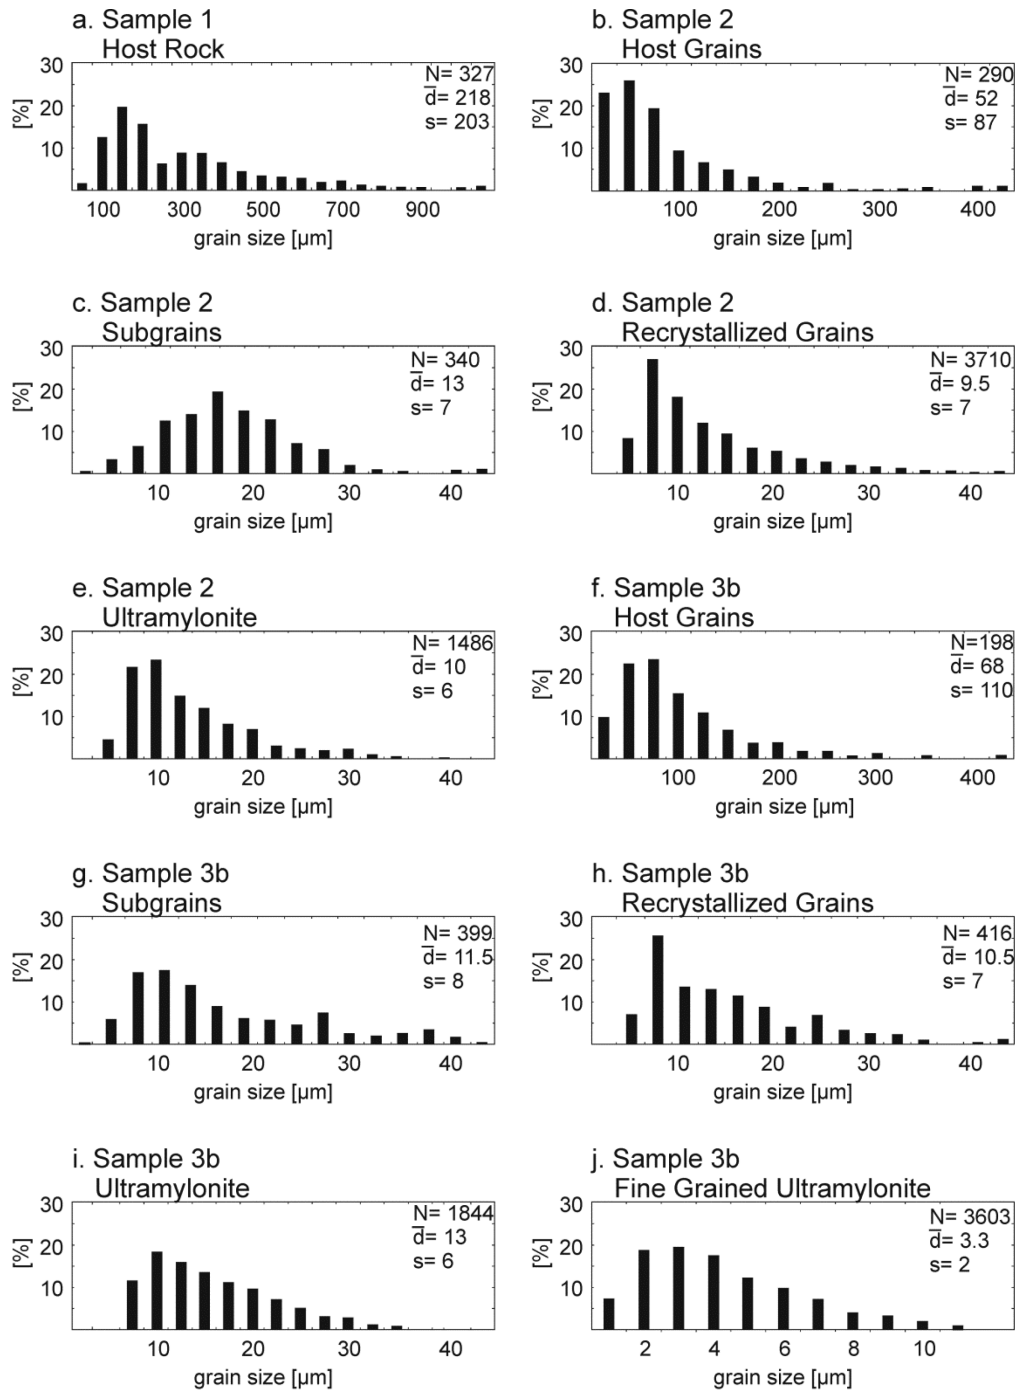 a. Sample 1
Host Rock
N= 327
d̅= 218
s= 203
30
20
10
[%]
100 300 500 700 900
grain size [µm]
b. Sample 2
Host Grains
N= 290
d̅= 52
s= 87
30
20
10
[%]
100 200 300 400
grain size [µm]
c. Sample 2
Subgrains
N= 340
d̅= 13
s= 7
30
20
10
[%]
10 20 30 40
grain size [µm]
d. Sample 2
Recrystallized Grains
N= 3710
d̅= 9.5
s= 7
30
20
10
[%]
10 20 30 40
grain size [µm]
e. Sample 2
Ultramylonite
N= 1486
d̅= 10
s= 6
30
20
10
[%]
10 20 30 40
grain size [µm]
f. Sample 3b
Host Grains
N=198
d̅= 68
s= 110
30
20
10
[%]
100 200 300 400
grain size [µm]
g. Sample 3b
Subgrains
N= 399
d̅= 11.5
s= 8
30
20
10
[%]
10 20 30 40
grain size [µm]
h. Sample 3b
Recrystallized Grains
N= 416
d̅= 10.5
s= 7
30
20
10
[%]
10 20 30 40
grain size [µm]
i. Sample 3b
Ultramylonite
N= 1844
d̅= 13
s= 6
30
20
10
[%]
10 20 30 40
grain size [µm]
j. Sample 3b
Fine Grained Ultramylonite
N= 3603
d̅= 3.3
s= 2
30
20
10
[%]
2 4 6 8 10
grain size [µm]